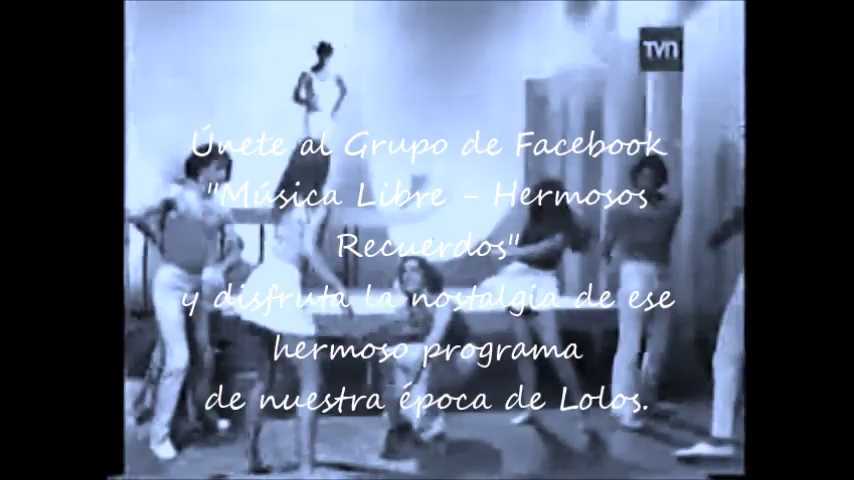 TVN
Únete al Grupo de Facebook
"Música Libre - Hermosos
Recuerdos"
y disfruta la nostalgia de ese
hermoso programa
de nuestra época de Lolos.